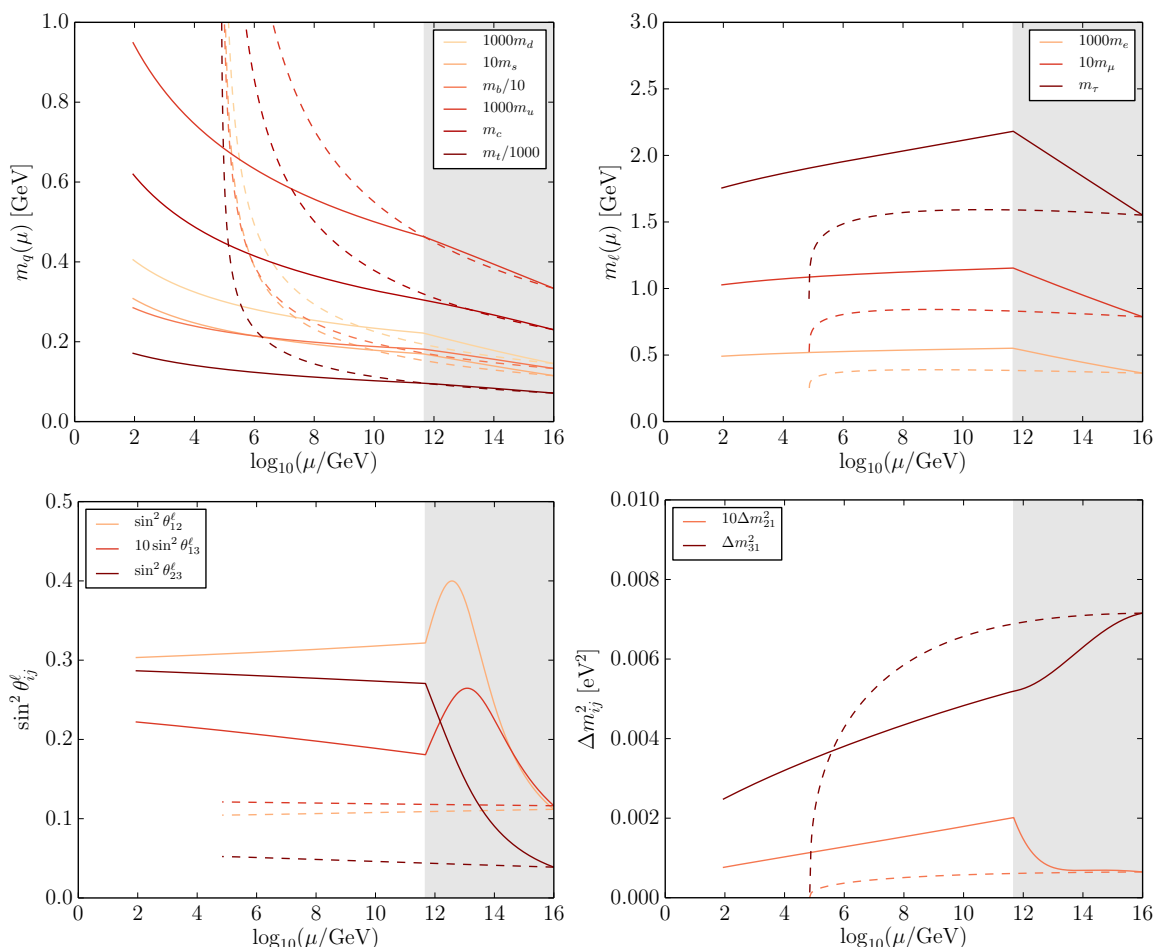 1.0
0.8
0.6
0.4
0.2
0.0
m_q(μ) [GeV]
1000m_d
10m_s
m_b/10
1000m_u
m_c
m_t/1000
0 2 4 6 8 10 12 14 16
log₁₀(μ/GeV)
3.0
2.5
2.0
1.5
1.0
0.5
0.0
m_ℓ(μ) [GeV]
1000m_e
10m_μ
m_τ
0 2 4 6 8 10 12 14 16
log₁₀(μ/GeV)
0.5
0.4
0.3
0.2
0.1
0.0
sin² θ^ℓ_ij
sin² θ^ℓ_12
10 sin² θ^ℓ_13
sin² θ^ℓ_23
0 2 4 6 8 10 12 14 16
log₁₀(μ/GeV)
0.010
0.008
0.006
0.004
0.002
0.000
Δm²_ij [eV²]
10Δm²_21
Δm²_31
0 2 4 6 8 10 12 14 16
log₁₀(μ/GeV)